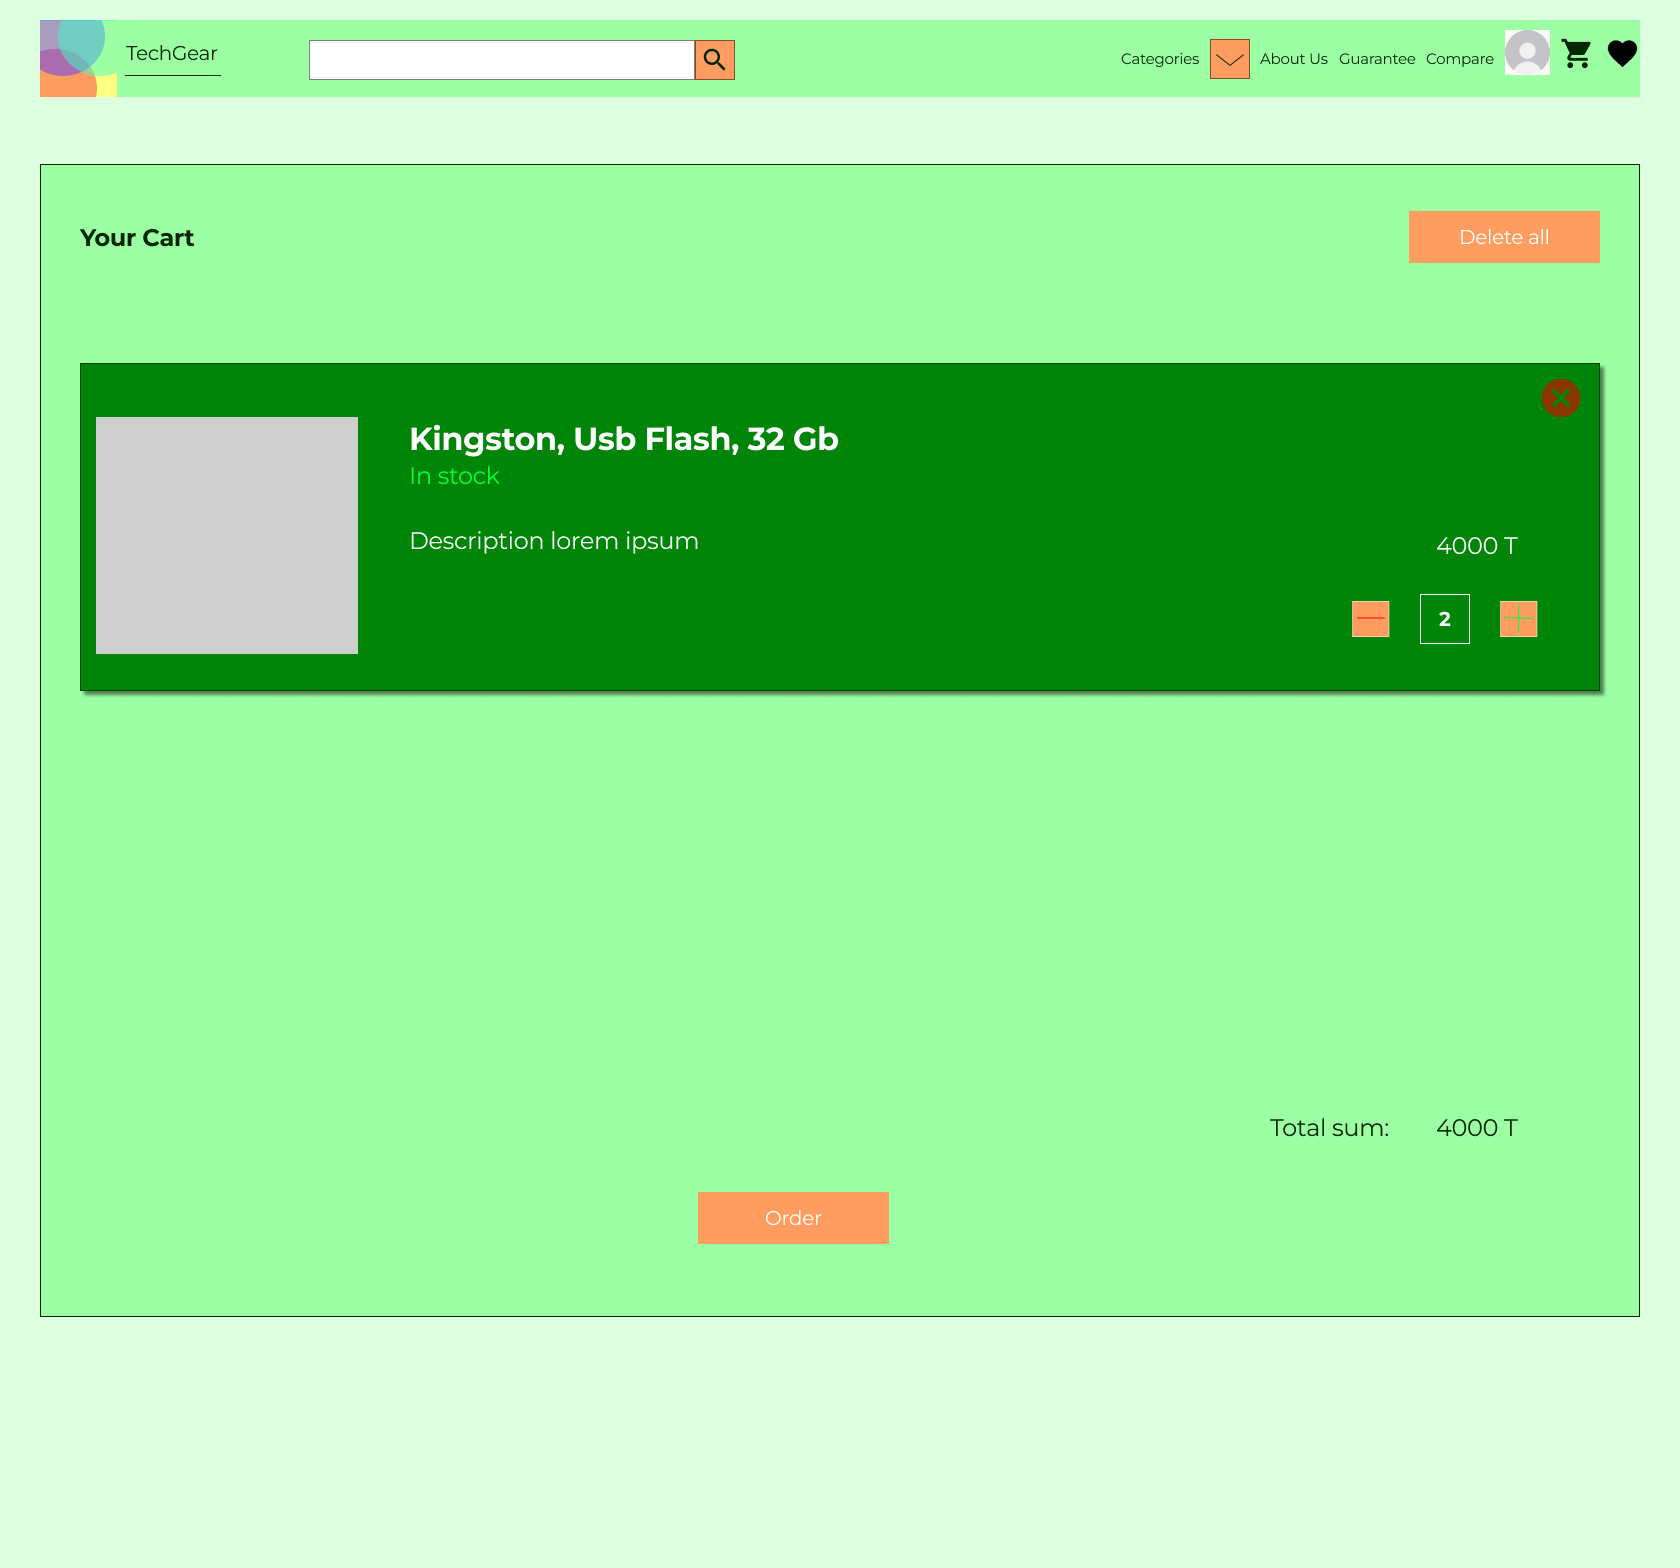 TechGear
Categories
About Us
Guarantee
Compare
Your Cart
Delete all
Kingston, Usb Flash, 32 Gb
In stock
Description lorem ipsum
4000 T
2
Total sum: 4000 T
Order